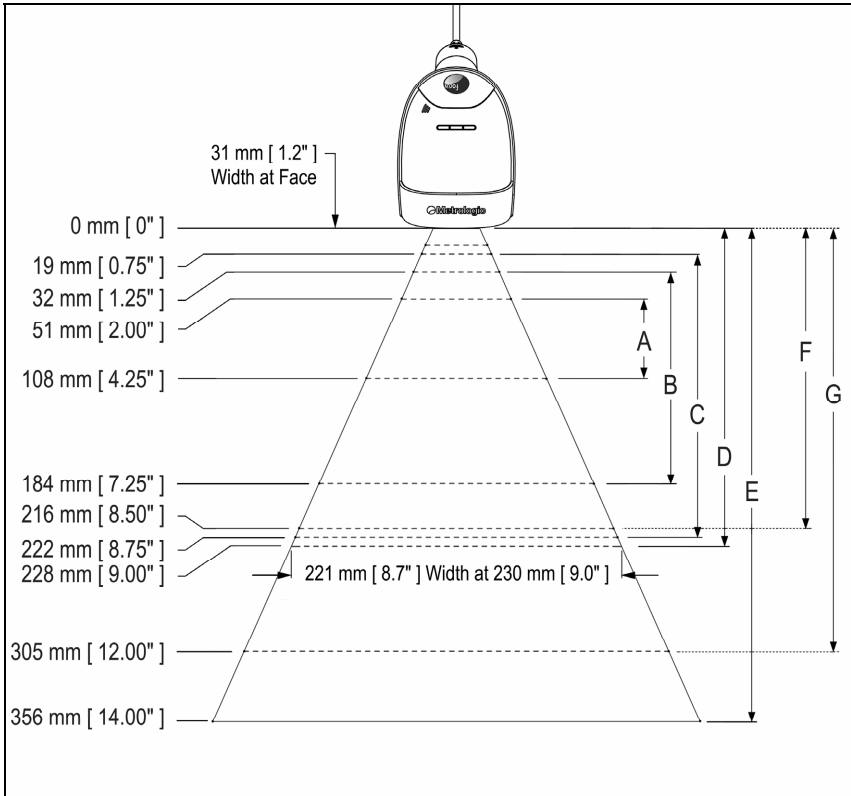 31 mm [ 1.2" ]
Width at Face
Metrologic
0 mm [ 0" ]
19 mm [ 0.75" ]
32 mm [ 1.25" ]
51 mm [ 2.00" ]
A
F
108 mm [ 4.25" ]
B
G
C
D
E
184 mm [ 7.25" ]
216 mm [ 8.50" ]
222 mm [ 8.75" ]
228 mm [ 9.00" ]
221 mm [ 8.7" ] Width at 230 mm [ 9.0" ]
305 mm [ 12.00" ]
356 mm [ 14.00" ]